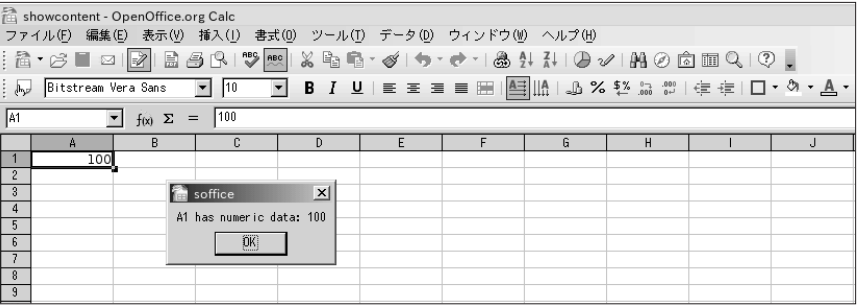 showcontent - OpenOffice.org Calc
ファイル(F) 編集(E) 表示(V) 挿入(I) 書式(O) ツール(T) データ(D) ウィンドウ(W) ヘルプ(H)
ABC ABC
Bitstream Vera Sans 10 B I U A
A1 f(x) Σ = 100
A B C D E F G H I J
1 100
2
3 soffice
4 A1 has numeric data: 100
5
6 OK
7
8
9